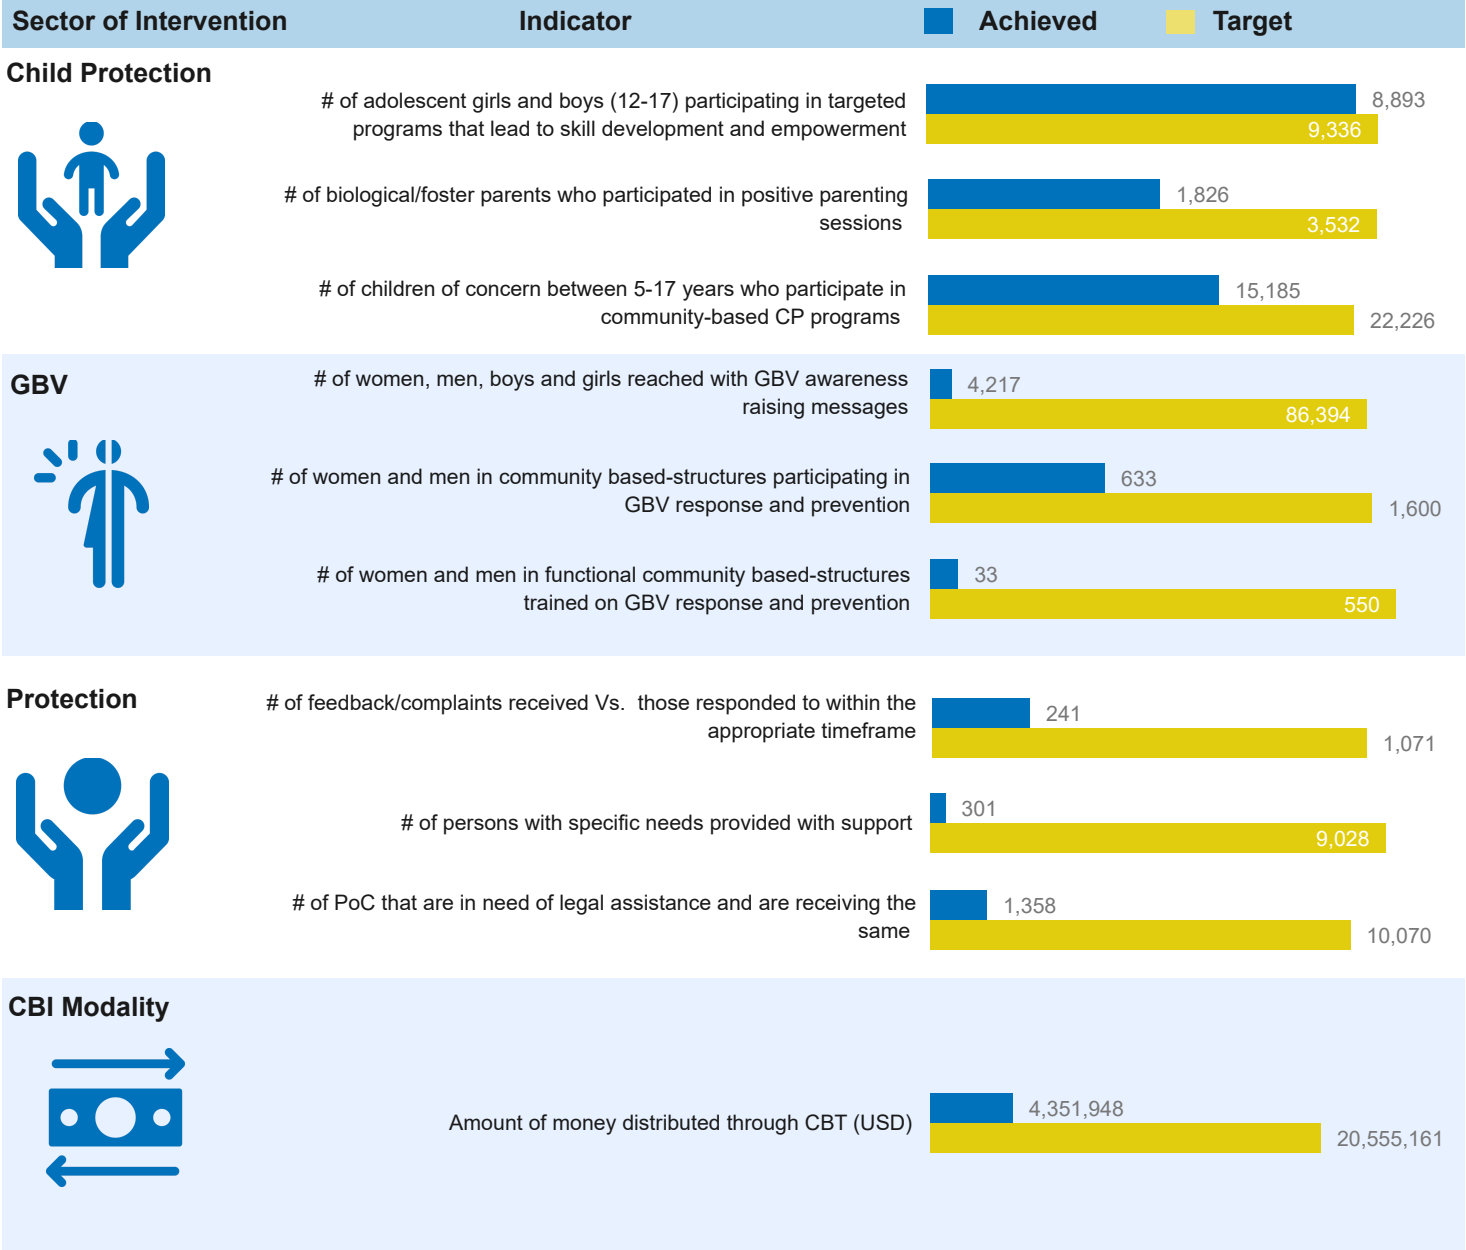 Sector of Intervention Indicator Achieved Target
Child Protection
# of adolescent girls and boys (12-17) participating in targeted
programs that lead to skill development and empowerment
8,893
9,336
# of biological/foster parents who participated in positive parenting
sessions
1,826
3,532
# of children of concern between 5-17 years who participate in
community-based CP programs
15,185
22,226
GBV
# of women, men, boys and girls reached with GBV awareness
raising messages
4,217
86,394
# of women and men in community based-structures participating in
GBV response and prevention
633
1,600
# of women and men in functional community based-structures
trained on GBV response and prevention
33
550
Protection
# of feedback/complaints received Vs.  those responded to within the
appropriate timeframe
241
1,071
# of persons with specific needs provided with support
301
9,028
# of PoC that are in need of legal assistance and are receiving the
same
1,358
10,070
CBI Modality
Amount of money distributed through CBT (USD)
4,351,948
20,555,161